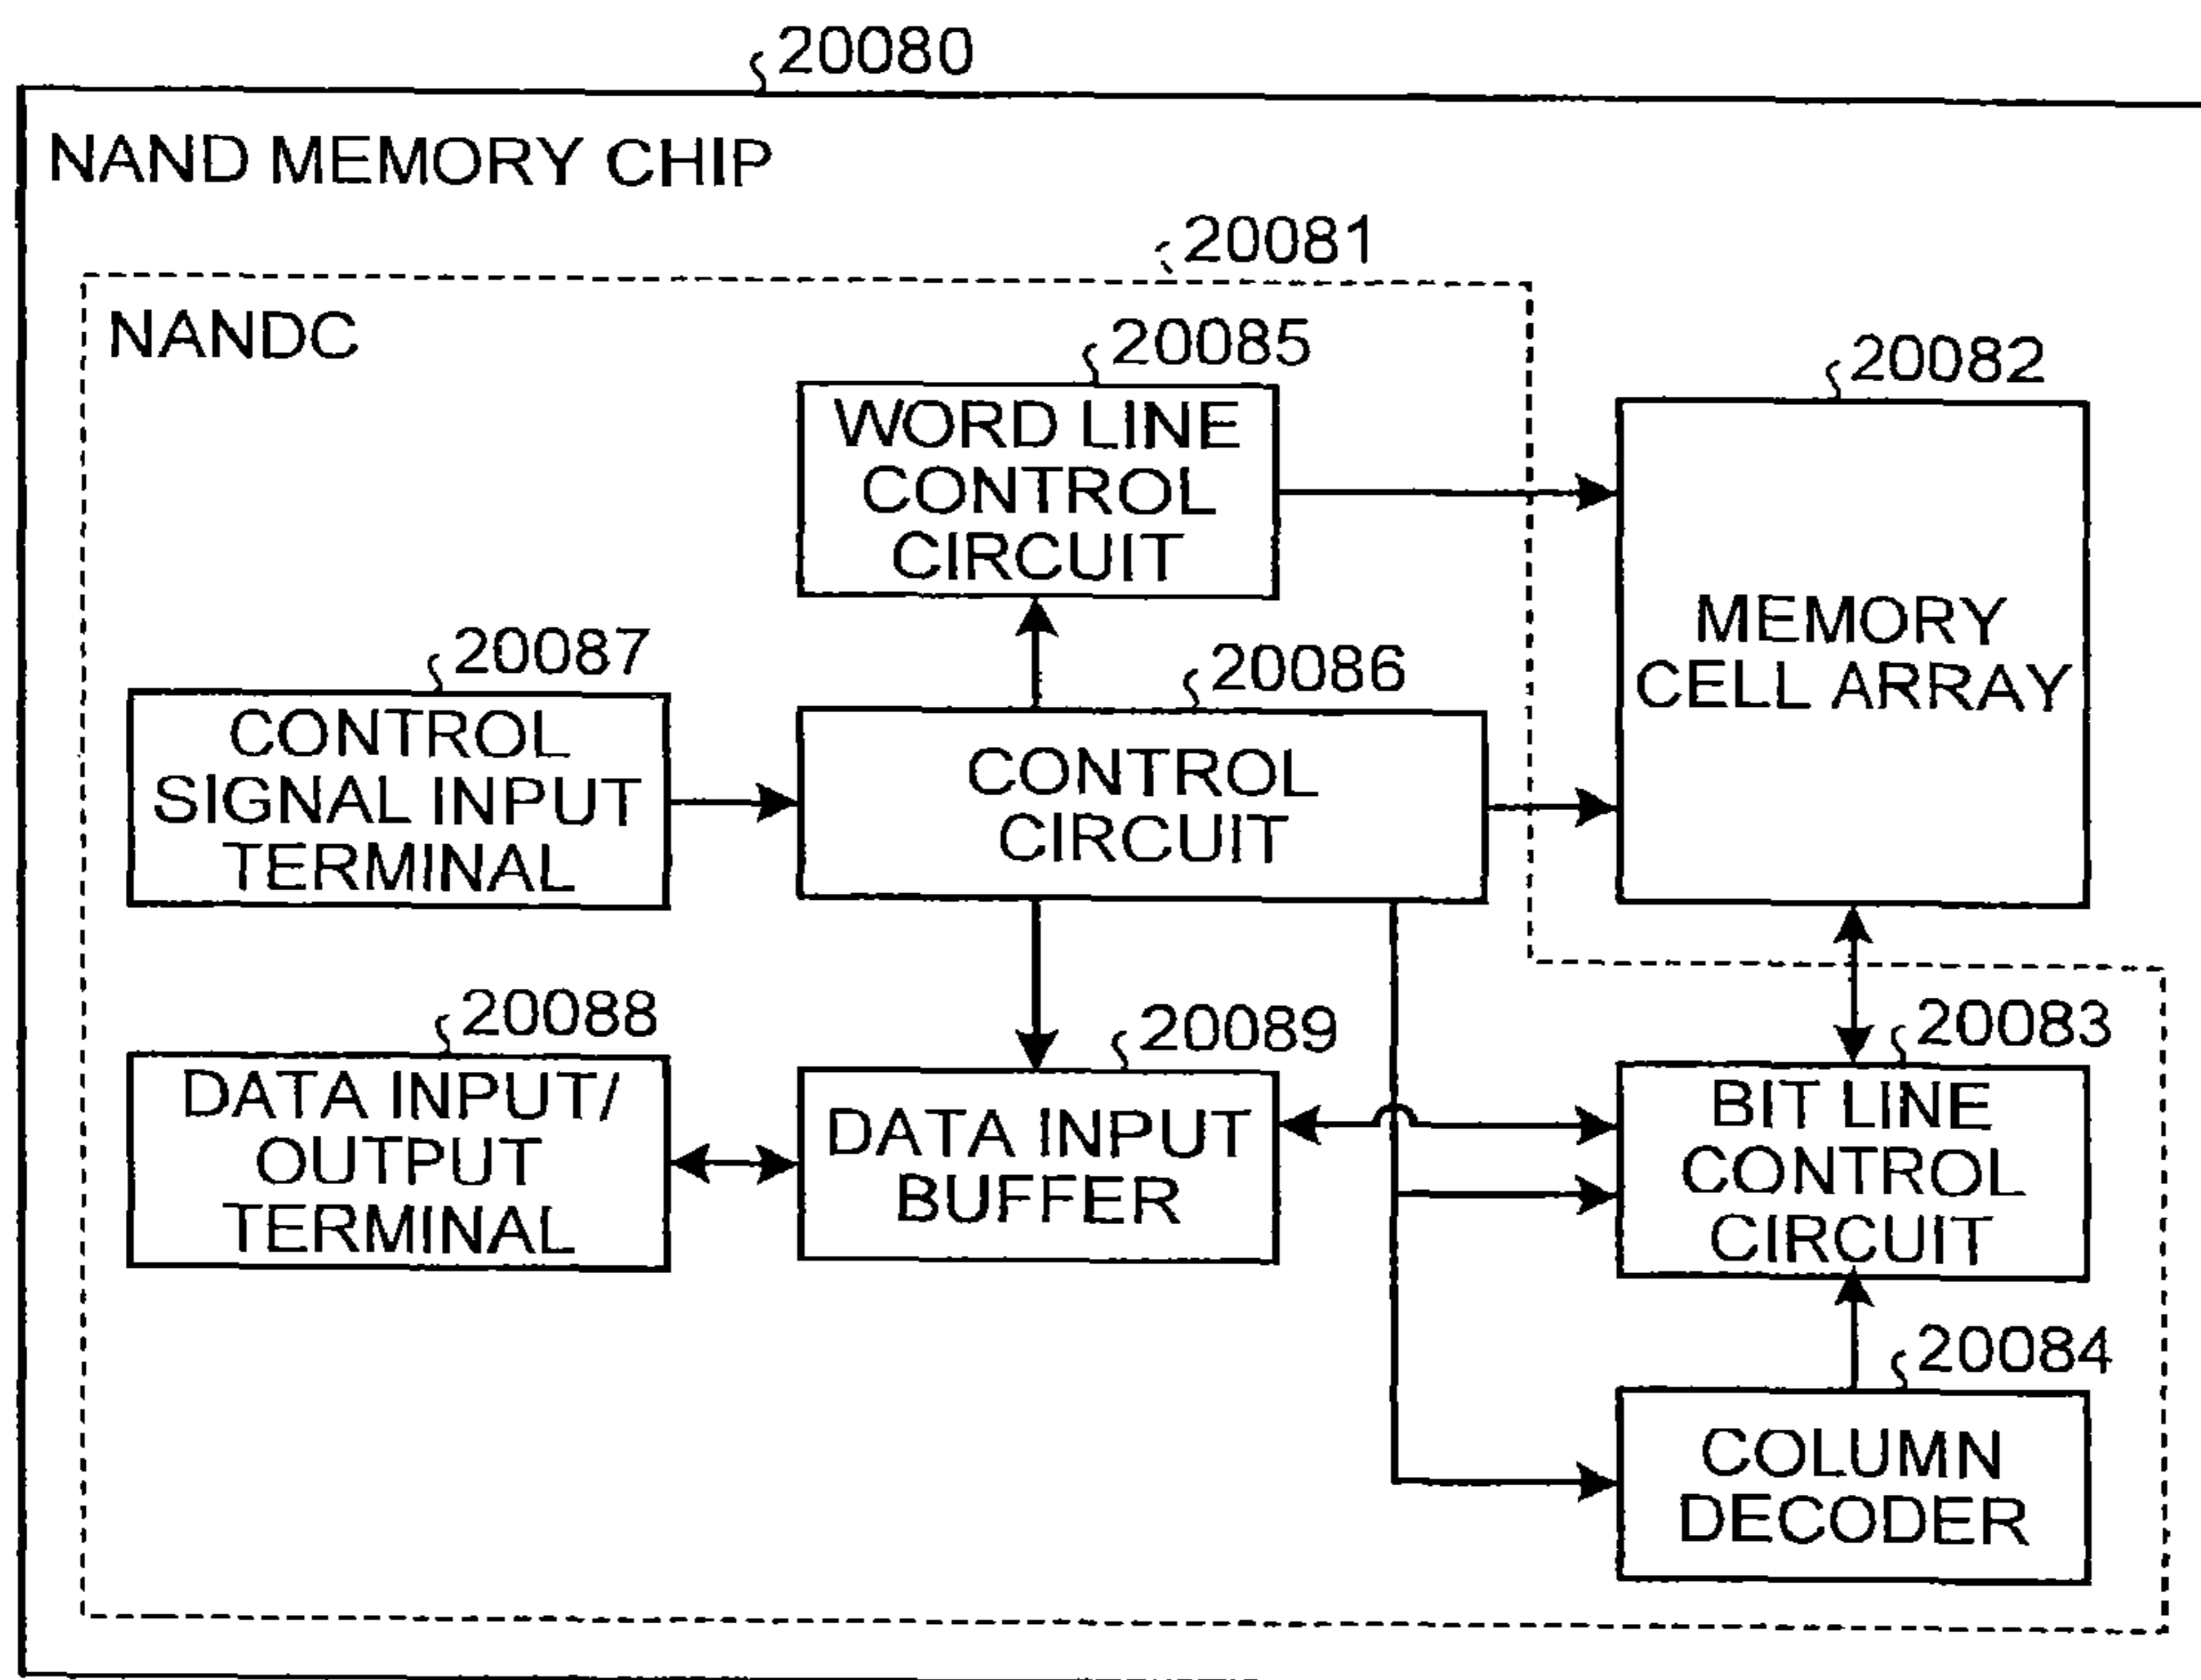 20080
NAND MEMORY CHIP
20081
NANDC
20085
WORD LINE
CONTROL
CIRCUIT
20082
MEMORY
CELL ARRAY
20087
CONTROL
SIGNAL INPUT
TERMINAL
20086
CONTROL
CIRCUIT
20088
DATA INPUT/
OUTPUT
TERMINAL
20089
DATA INPUT
BUFFER
20083
BIT LINE
CONTROL
CIRCUIT
20084
COLUMN
DECODER